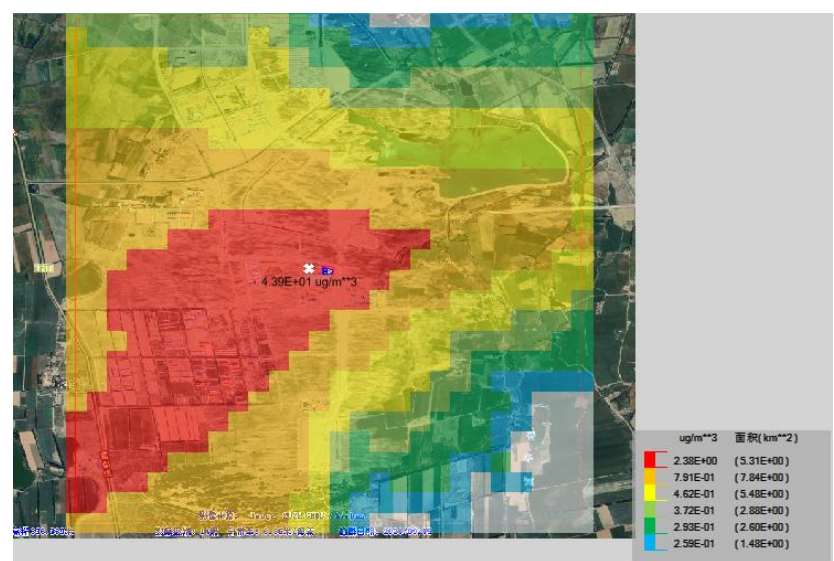 4.39E+01 ug/m**3
ug/m**3 面积(km**2)
2.38E+00 (5.31E+00)
7.91E-01 (7.84E+00)
4.62E-01 (5.48E+00)
3.72E-01 (2.88E+00)
2.93E-01 (2.60E+00)
2.59E-01 (1.48E+00)